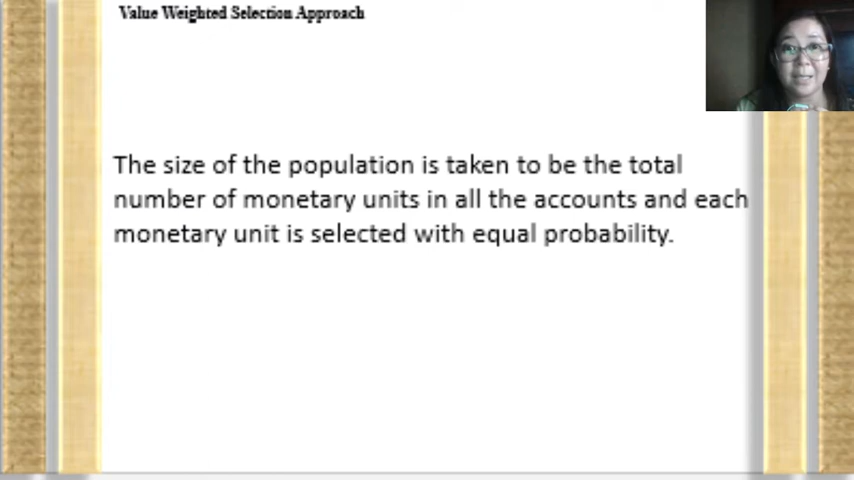 Value Weighted Selection Approach
The size of the population is taken to be the total
number of monetary units in all the accounts and each
monetary unit is selected with equal probability.